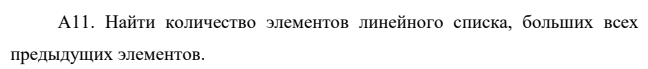 А11. Найти количество элементов линейного списка, больших всех
предыдущих элементов.